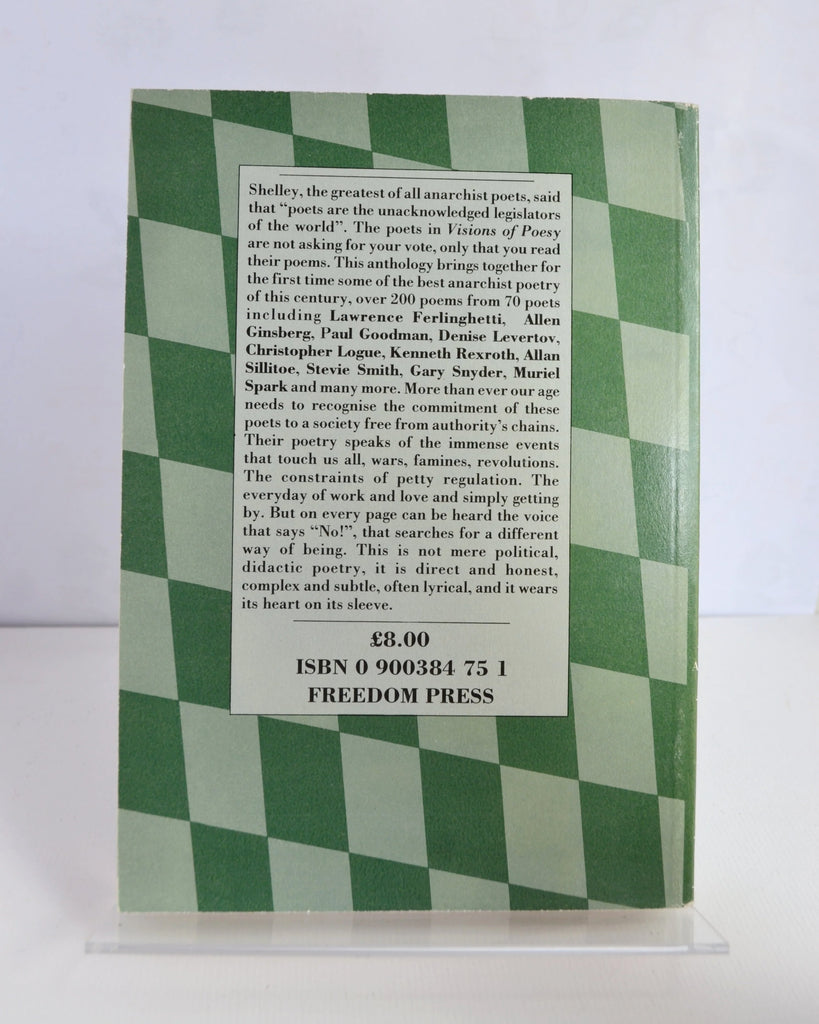 Shelley, the greatest of all anarchist poets, said
that “poets are the unacknowledged legislators
of the world”. The poets in Visions of Poesy
are not asking for your vote, only that you read
their poems. This anthology brings together for
the first time some of the best anarchist poetry
of this century, over 200 poems from 70 poets
including Lawrence Ferlinghetti, Allen
Ginsberg, Paul Goodman, Denise Levertov,
Christopher Logue, Kenneth Rexroth, Allan
Sillitoe, Stevie Smith, Gary Snyder, Muriel
Spark and many more. More than ever our age
needs to recognise the commitment of these
poets to a society free from authority’s chains.
Their poetry speaks of the immense events
that touch us all, wars, famines, revolutions.
The constraints of petty regulation. The
everyday of work and love and simply getting
by. But on every page can be heard the voice
that says “No!”, that searches for a different
way of being. This is not mere political,
didactic poetry, it is direct and honest,
complex and subtle, often lyrical, and it wears
its heart on its sleeve.
£8.00
ISBN 0 900384 75 1
FREEDOM PRESS